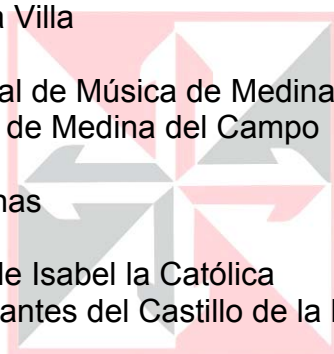 Villa
al de Música de Medina
de Medina del Campo
nas
de Isabel la Católica
antes del Castillo de la